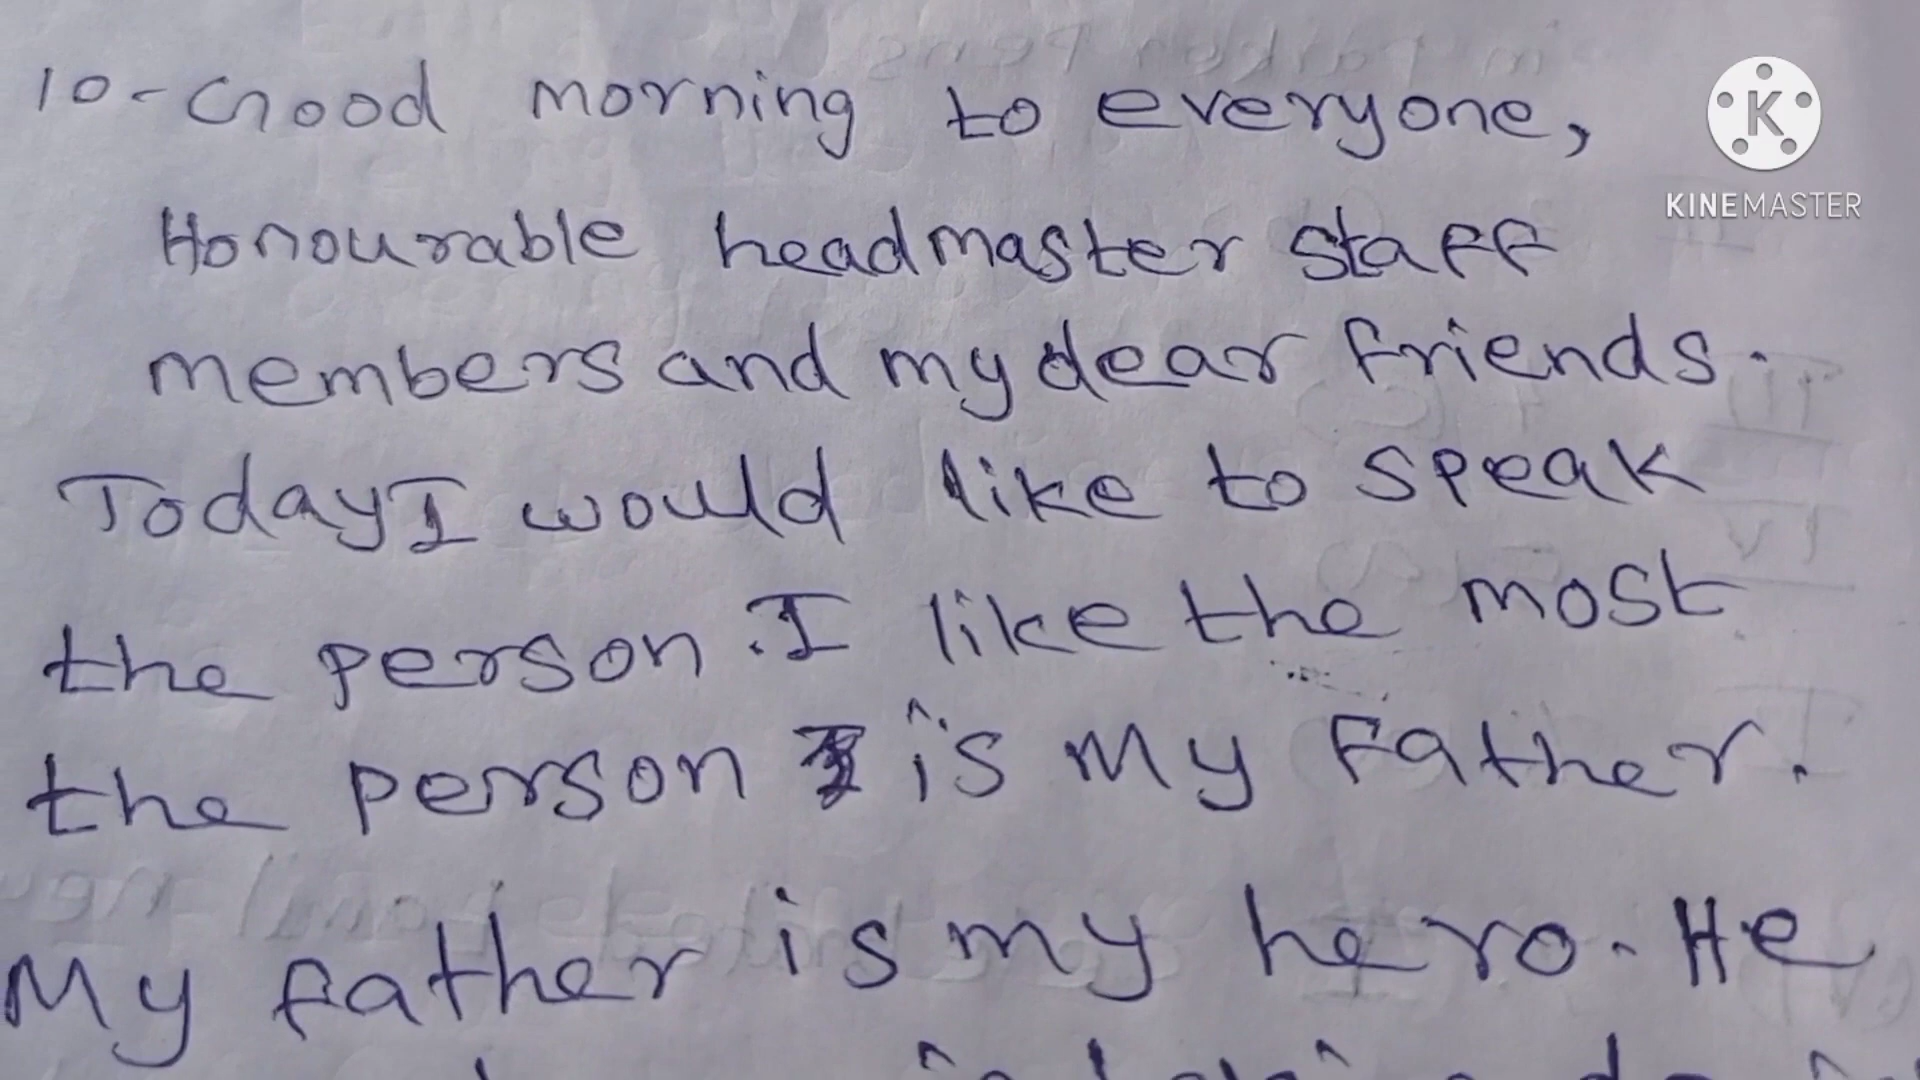 10- Good morning to everyone,
Honourable headmaster staff
members and my dear friends.
Today I would like to speak
the person. I like the most
the person is my father.
My father is my hero. He
K
KINEMASTER